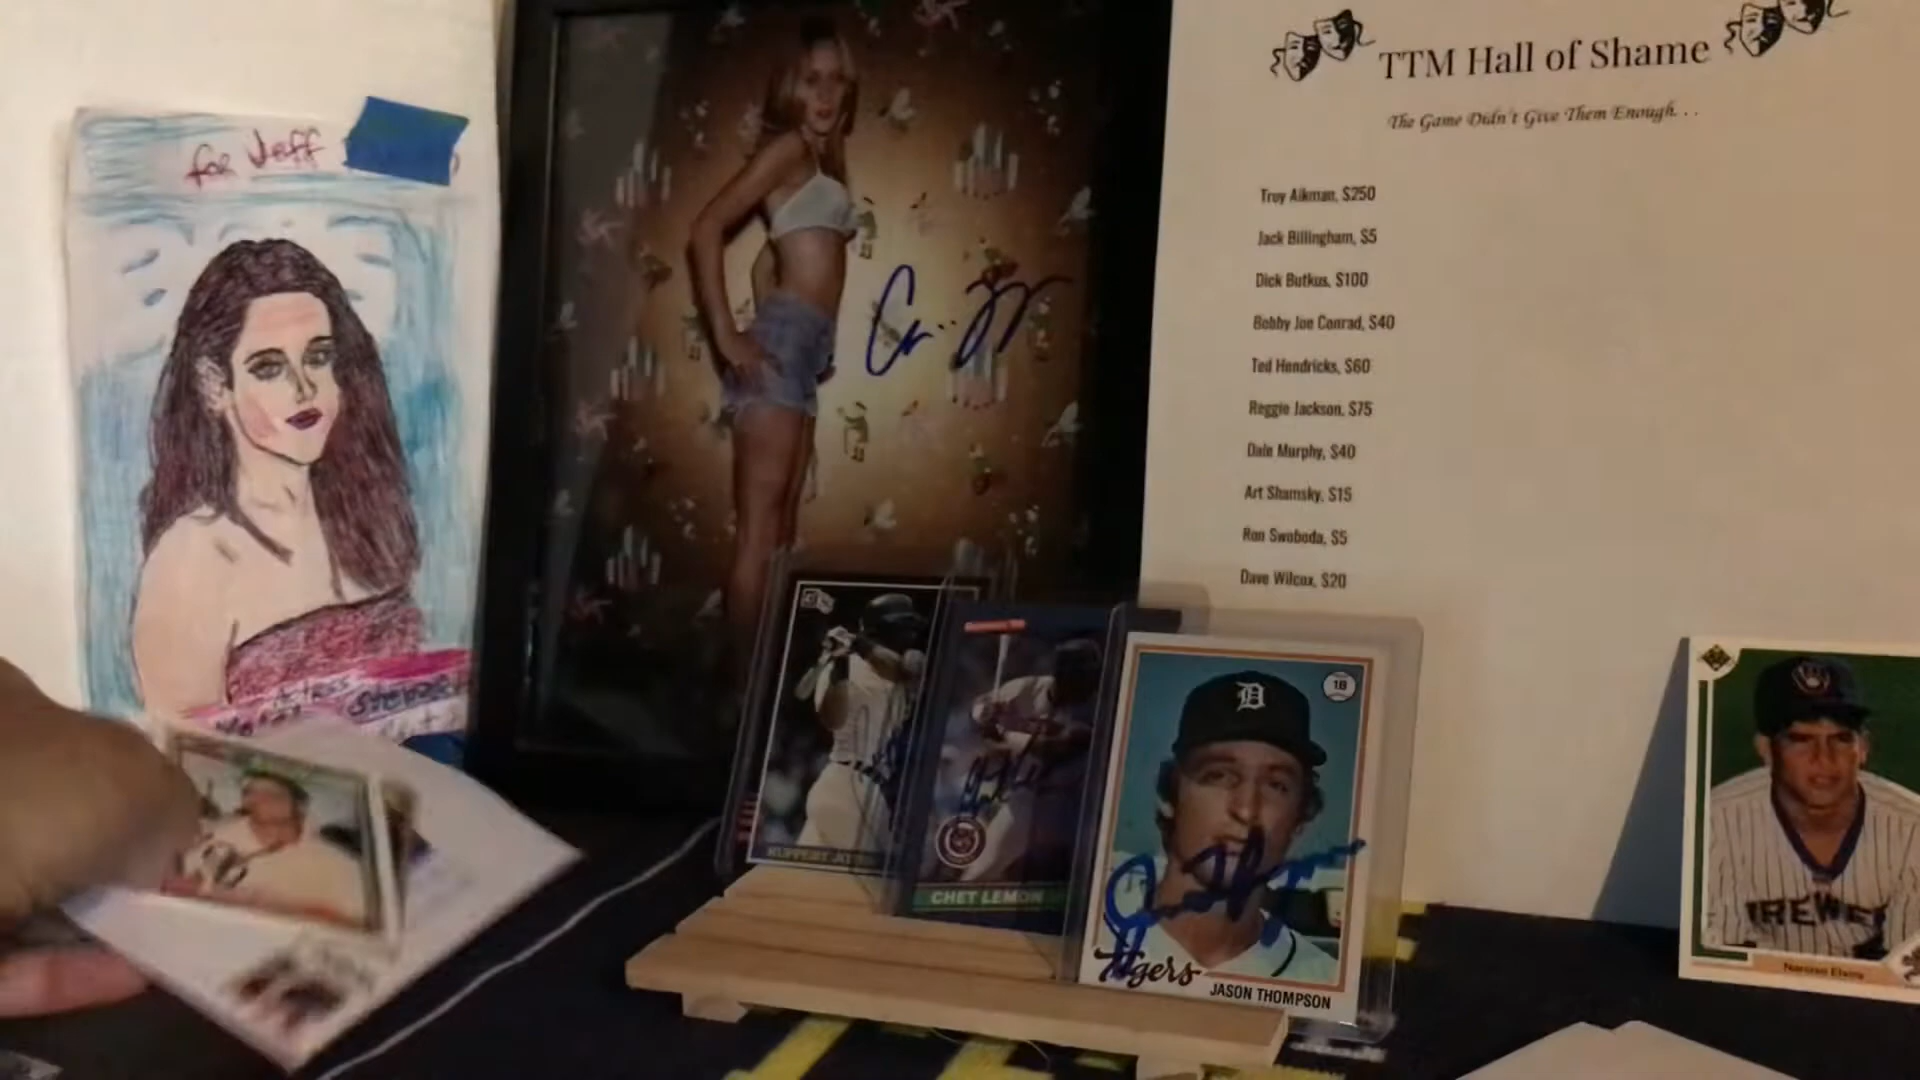 for Jeff
TTM Hall of Shame
The Game Didn't Give Them Enough. . .
Troy Aikman, $250
Jack Billingham, $5
Dick Butkus, $100
Bobby Joe Conrad, $40
Ted Hendricks, $60
Reggie Jackson, $75
Dale Murphy, $40
Art Shamsky, $15
Ron Swoboda, $5
Dave Wilcox, $20
D
1B
CHET LEMON
Tigers
JASON THOMPSON